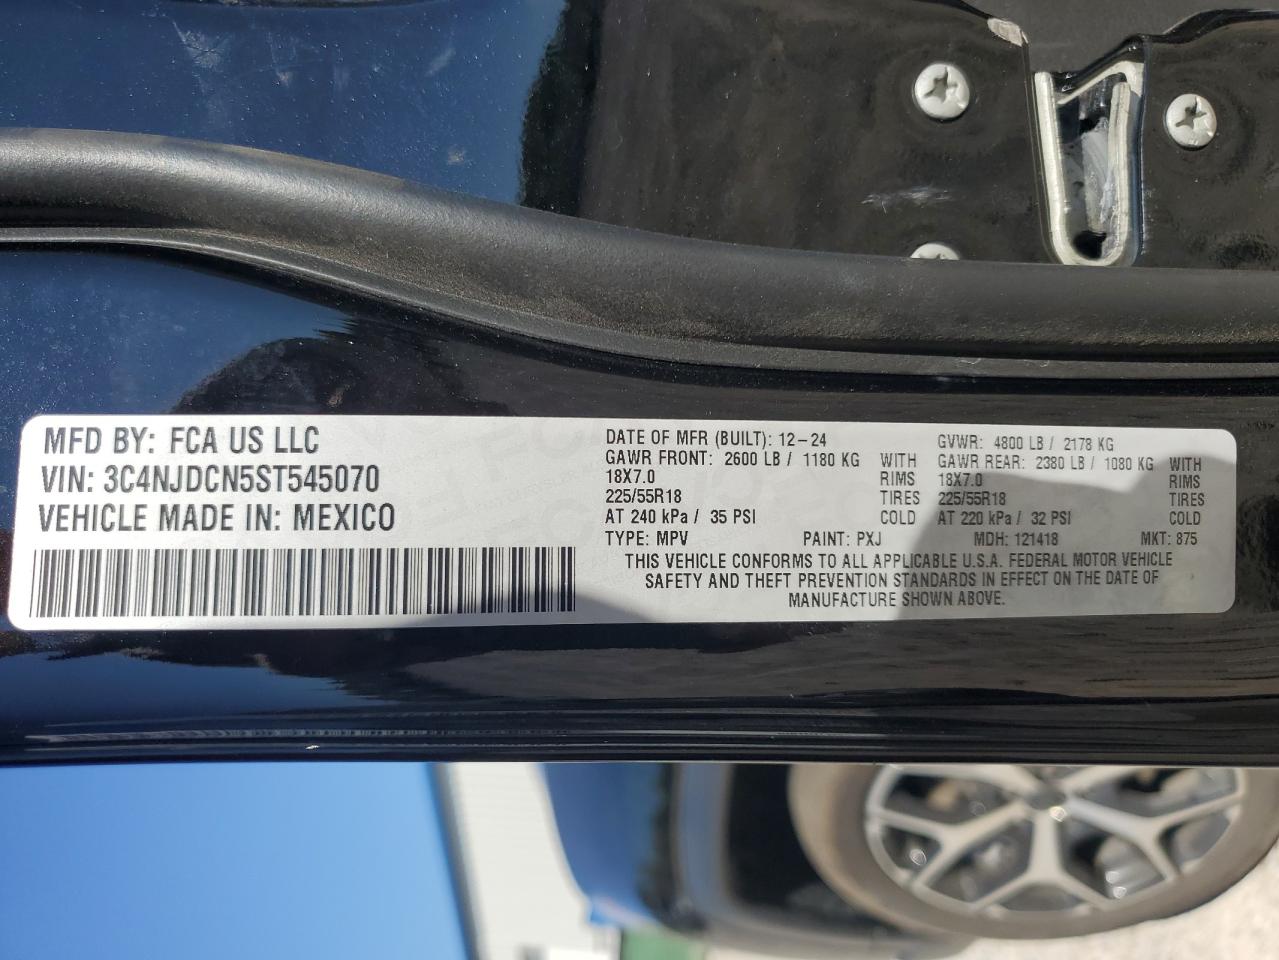 MFD BY: FCA US LLC
VIN: 3C4NJDCN5ST545070
VEHICLE MADE IN: MEXICO
DATE OF MFR (BUILT): 12-24 GVWR: 4800 LB / 2178 KG
GAWR FRONT: 2600 LB / 1180 KG WITH GAWR REAR: 2380 LB / 1080 KG WITH
18X7.0 RIMS 18X7.0 RIMS
225/55R18 TIRES 225/55R18 TIRES
AT 240 kPa / 35 PSI COLD AT 220 kPa / 32 PSI COLD
TYPE: MPV PAINT: PXJ MDH: 121418 MKT: 875
THIS VEHICLE CONFORMS TO ALL APPLICABLE U.S.A. FEDERAL MOTOR VEHICLE
SAFETY AND THEFT PREVENTION STANDARDS IN EFFECT ON THE DATE OF
MANUFACTURE SHOWN ABOVE.